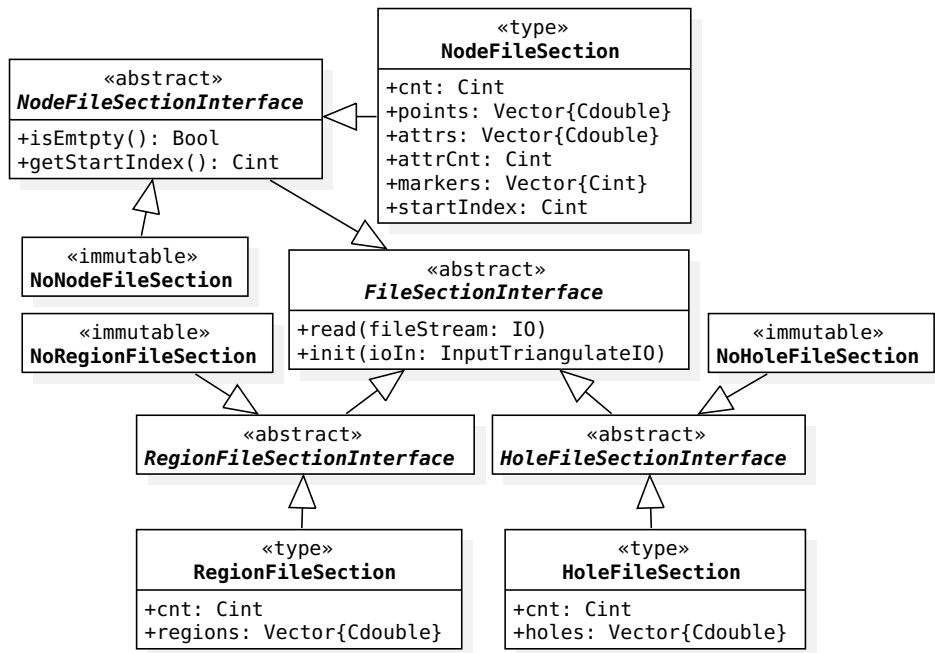 «type»
NodeFileSection
+cnt: Cint
+points: Vector{Cdouble}
+attrs: Vector{Cdouble}
+attrCnt: Cint
+markers: Vector{Cint}
+startIndex: Cint
«abstract»
NodeFileSectionInterface
+isEmtpty(): Bool
+getStartIndex(): Cint
«immutable»
NoNodeFileSection
«abstract»
FileSectionInterface
+read(fileStream: IO)
+init(ioIn: InputTriangulateIO)
«immutable»
NoRegionFileSection
«immutable»
NoHoleFileSection
«abstract»
RegionFileSectionInterface
«abstract»
HoleFileSectionInterface
«type»
RegionFileSection
+cnt: Cint
+regions: Vector{Cdouble}
«type»
HoleFileSection
+cnt: Cint
+holes: Vector{Cdouble}